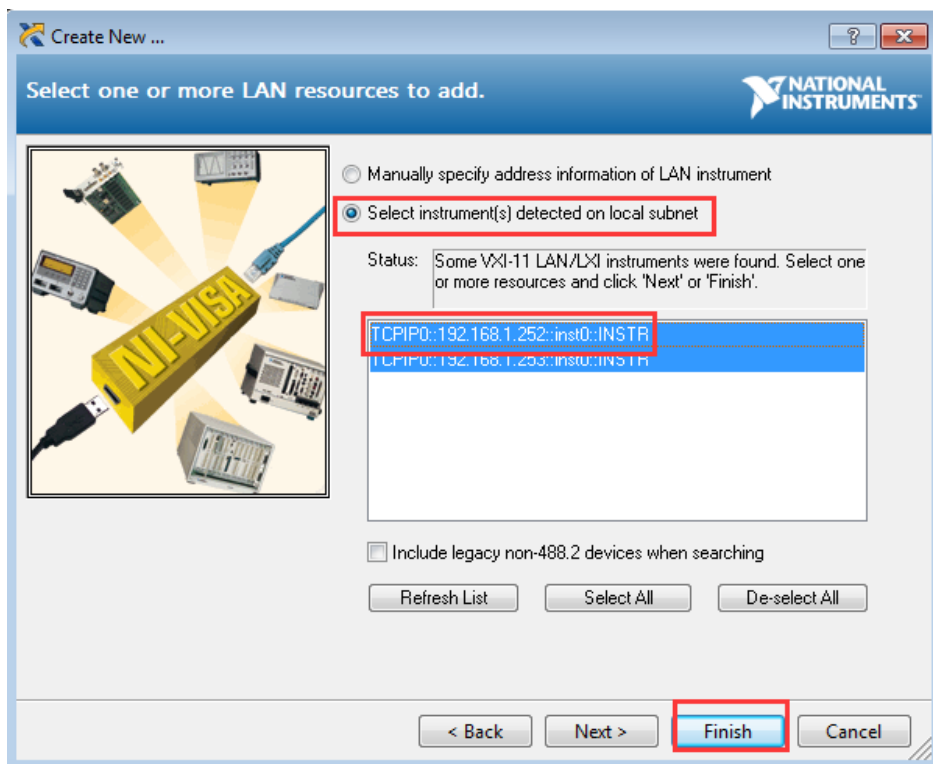 Create New ...
Select one or more LAN resources to add.
NATIONAL
INSTRUMENTS
Manually specify address information of LAN instrument
Select instrument(s) detected on local subnet
Status:
Some VXI-11 LAN/LXI instruments were found. Select one
or more resources and click 'Next' or 'Finish'.
TCPIP0::192.168.1.252::inst0::INSTR
TCPIP0::192.168.1.253::inst0::INSTR
NI-VISA
Include legacy non-488.2 devices when searching
Refresh List
Select All
De-select All
< Back
Next >
Finish
Cancel